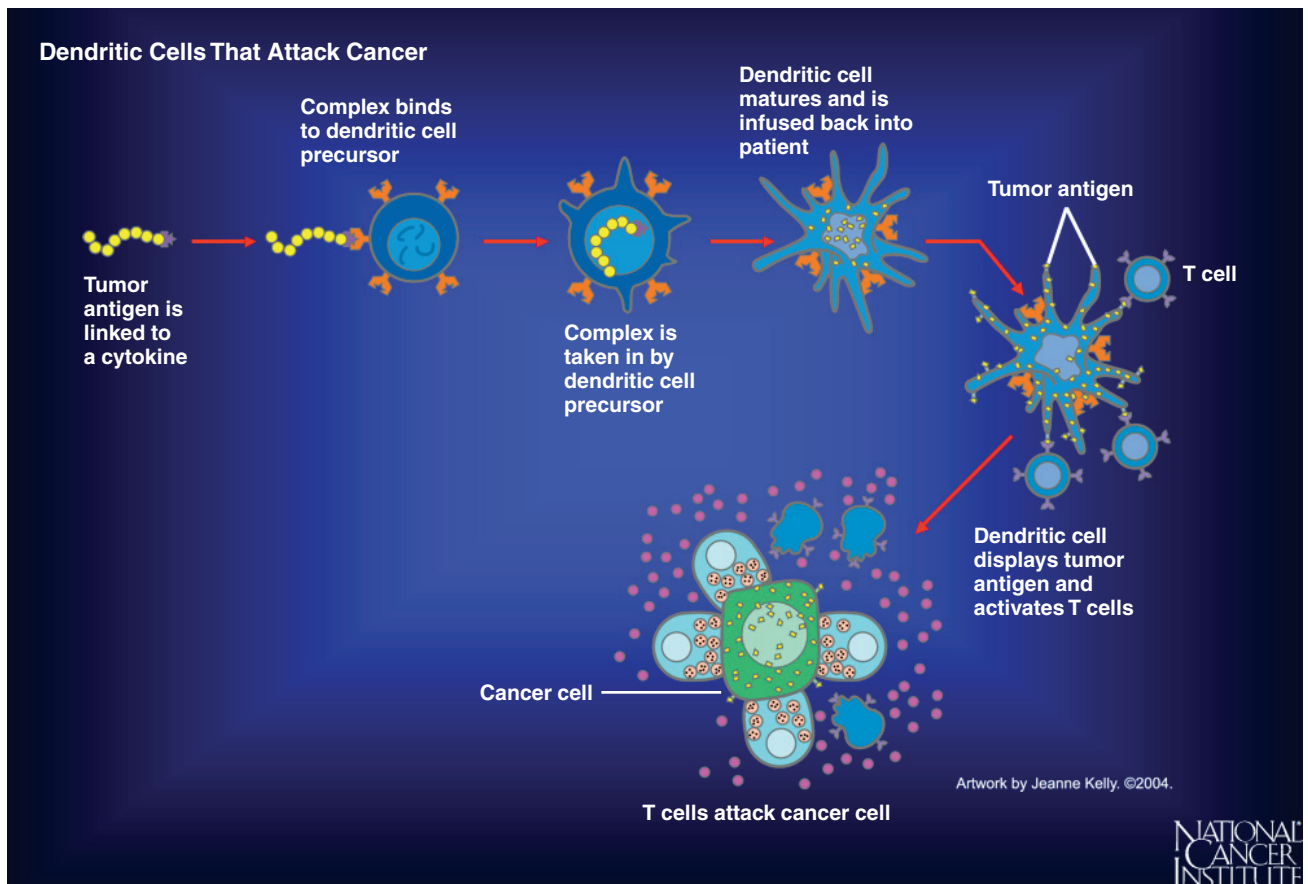 Dendritic Cells That Attack Cancer
Complex binds
to dendritic cell
precursor
Dendritic cell
matures and is
infused back into
patient
Tumor antigen
T cell
Tumor
antigen is
linked to
a cytokine
Complex is
taken in by
dendritic cell
precursor
Dendritic cell
displays tumor
antigen and
activates T cells
Cancer cell
T cells attack cancer cell
Artwork by Jeanne Kelly. ©2004.
NATIONAL
CANCER
INSTITUTE